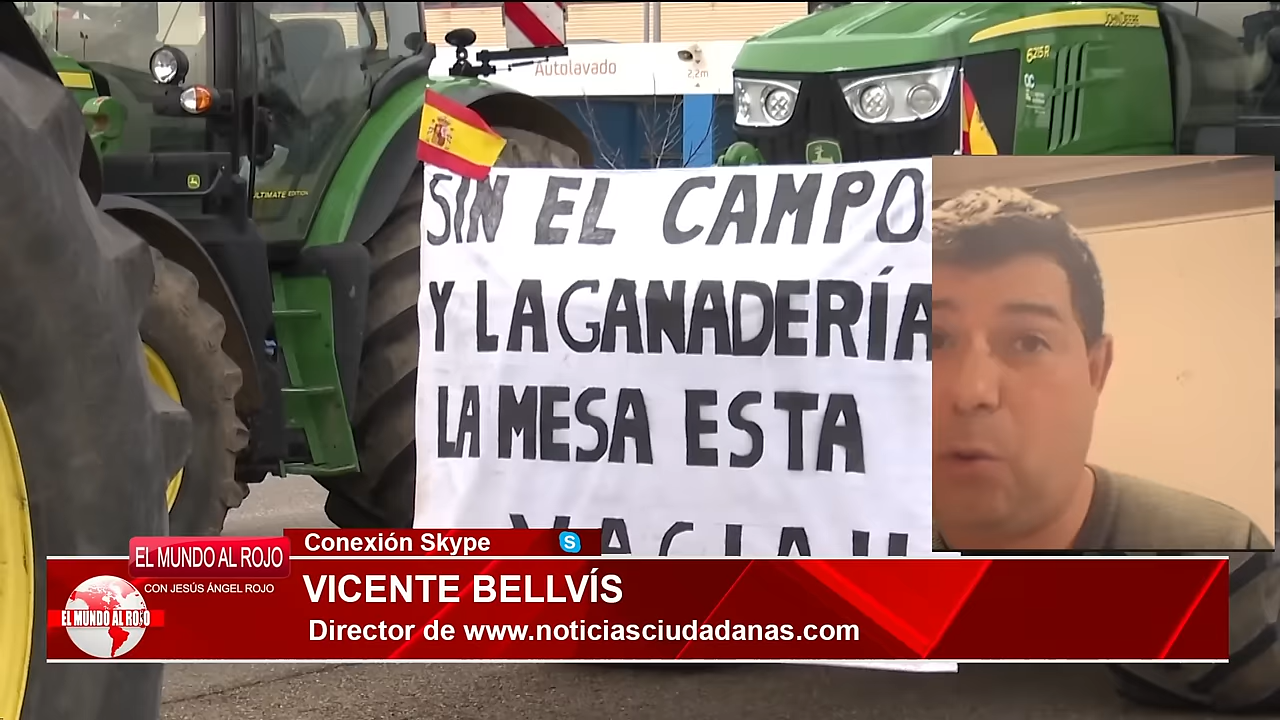 Autolavado
2,2m
JOHN DEERE
6215R
ULTIMATE EDITION
SIN EL CAMPO
Y LA GANADERÍA
LA MESA ESTA
Conexión Skype
EL MUNDO AL ROJO
CON JESÚS ÁNGEL ROJO
EL MUNDO AL ROJO
VICENTE BELLVÍS
Director de www.noticiasciudadanas.com